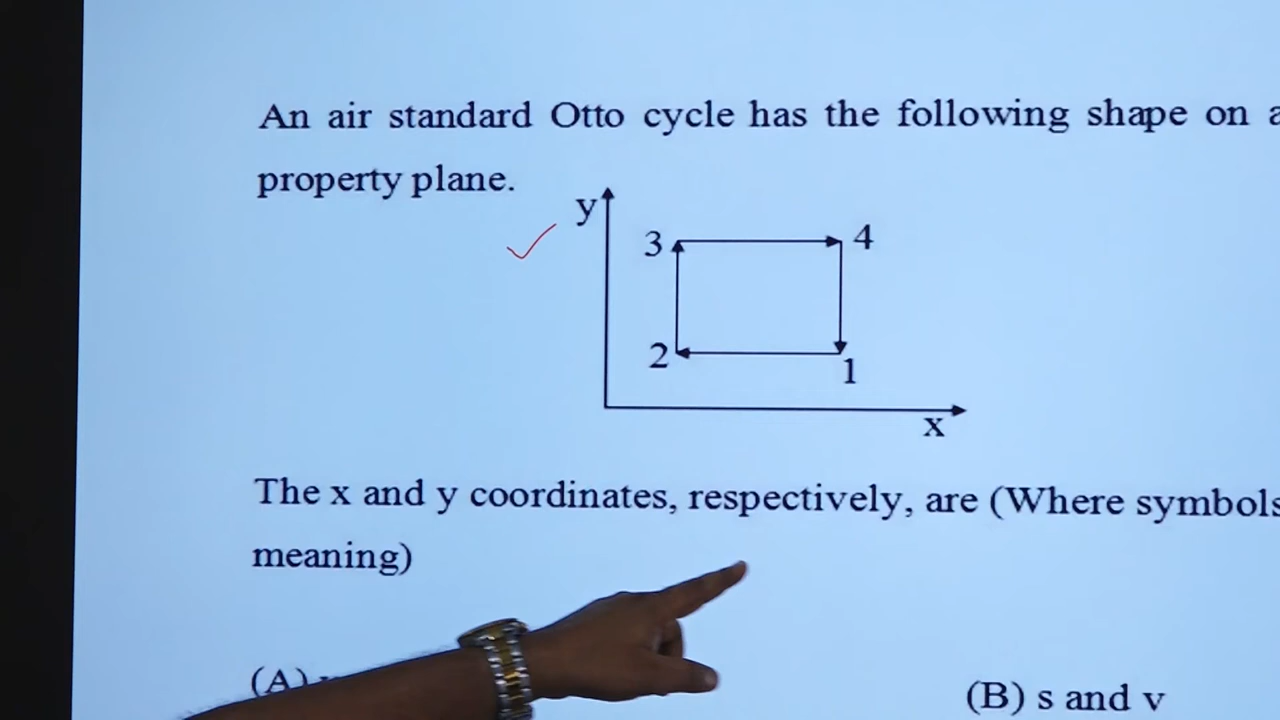 An air standard Otto cycle has the following shape on a
property plane.
y
3
4
2
1
x
The x and y coordinates, respectively, are (Where symbols
meaning)
(A)
(B) s and v